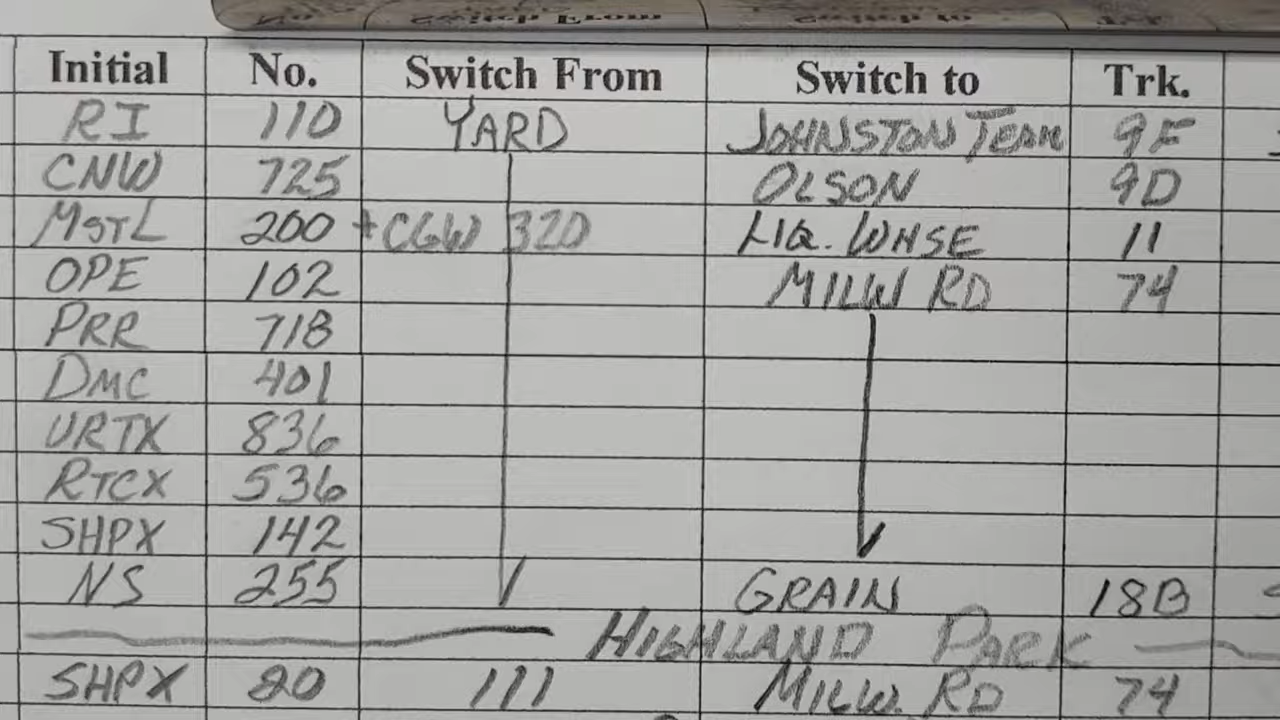 Initial No. Switch From Switch to Trk.
RI 110 YARD JOHNSTON TEAM 9E
CNW 725 OLSON 9D
MSTL 200 + CGW 320 LIQ. WHSE 11
OPE 102 MILW RD 74
PRR 718
DMC 401
URTX 836
RTCX 536
SHPX 142
NS 255 GRAIN 18B
HIGHLAND PARK
SHPX 20 111 MILW. RD 74